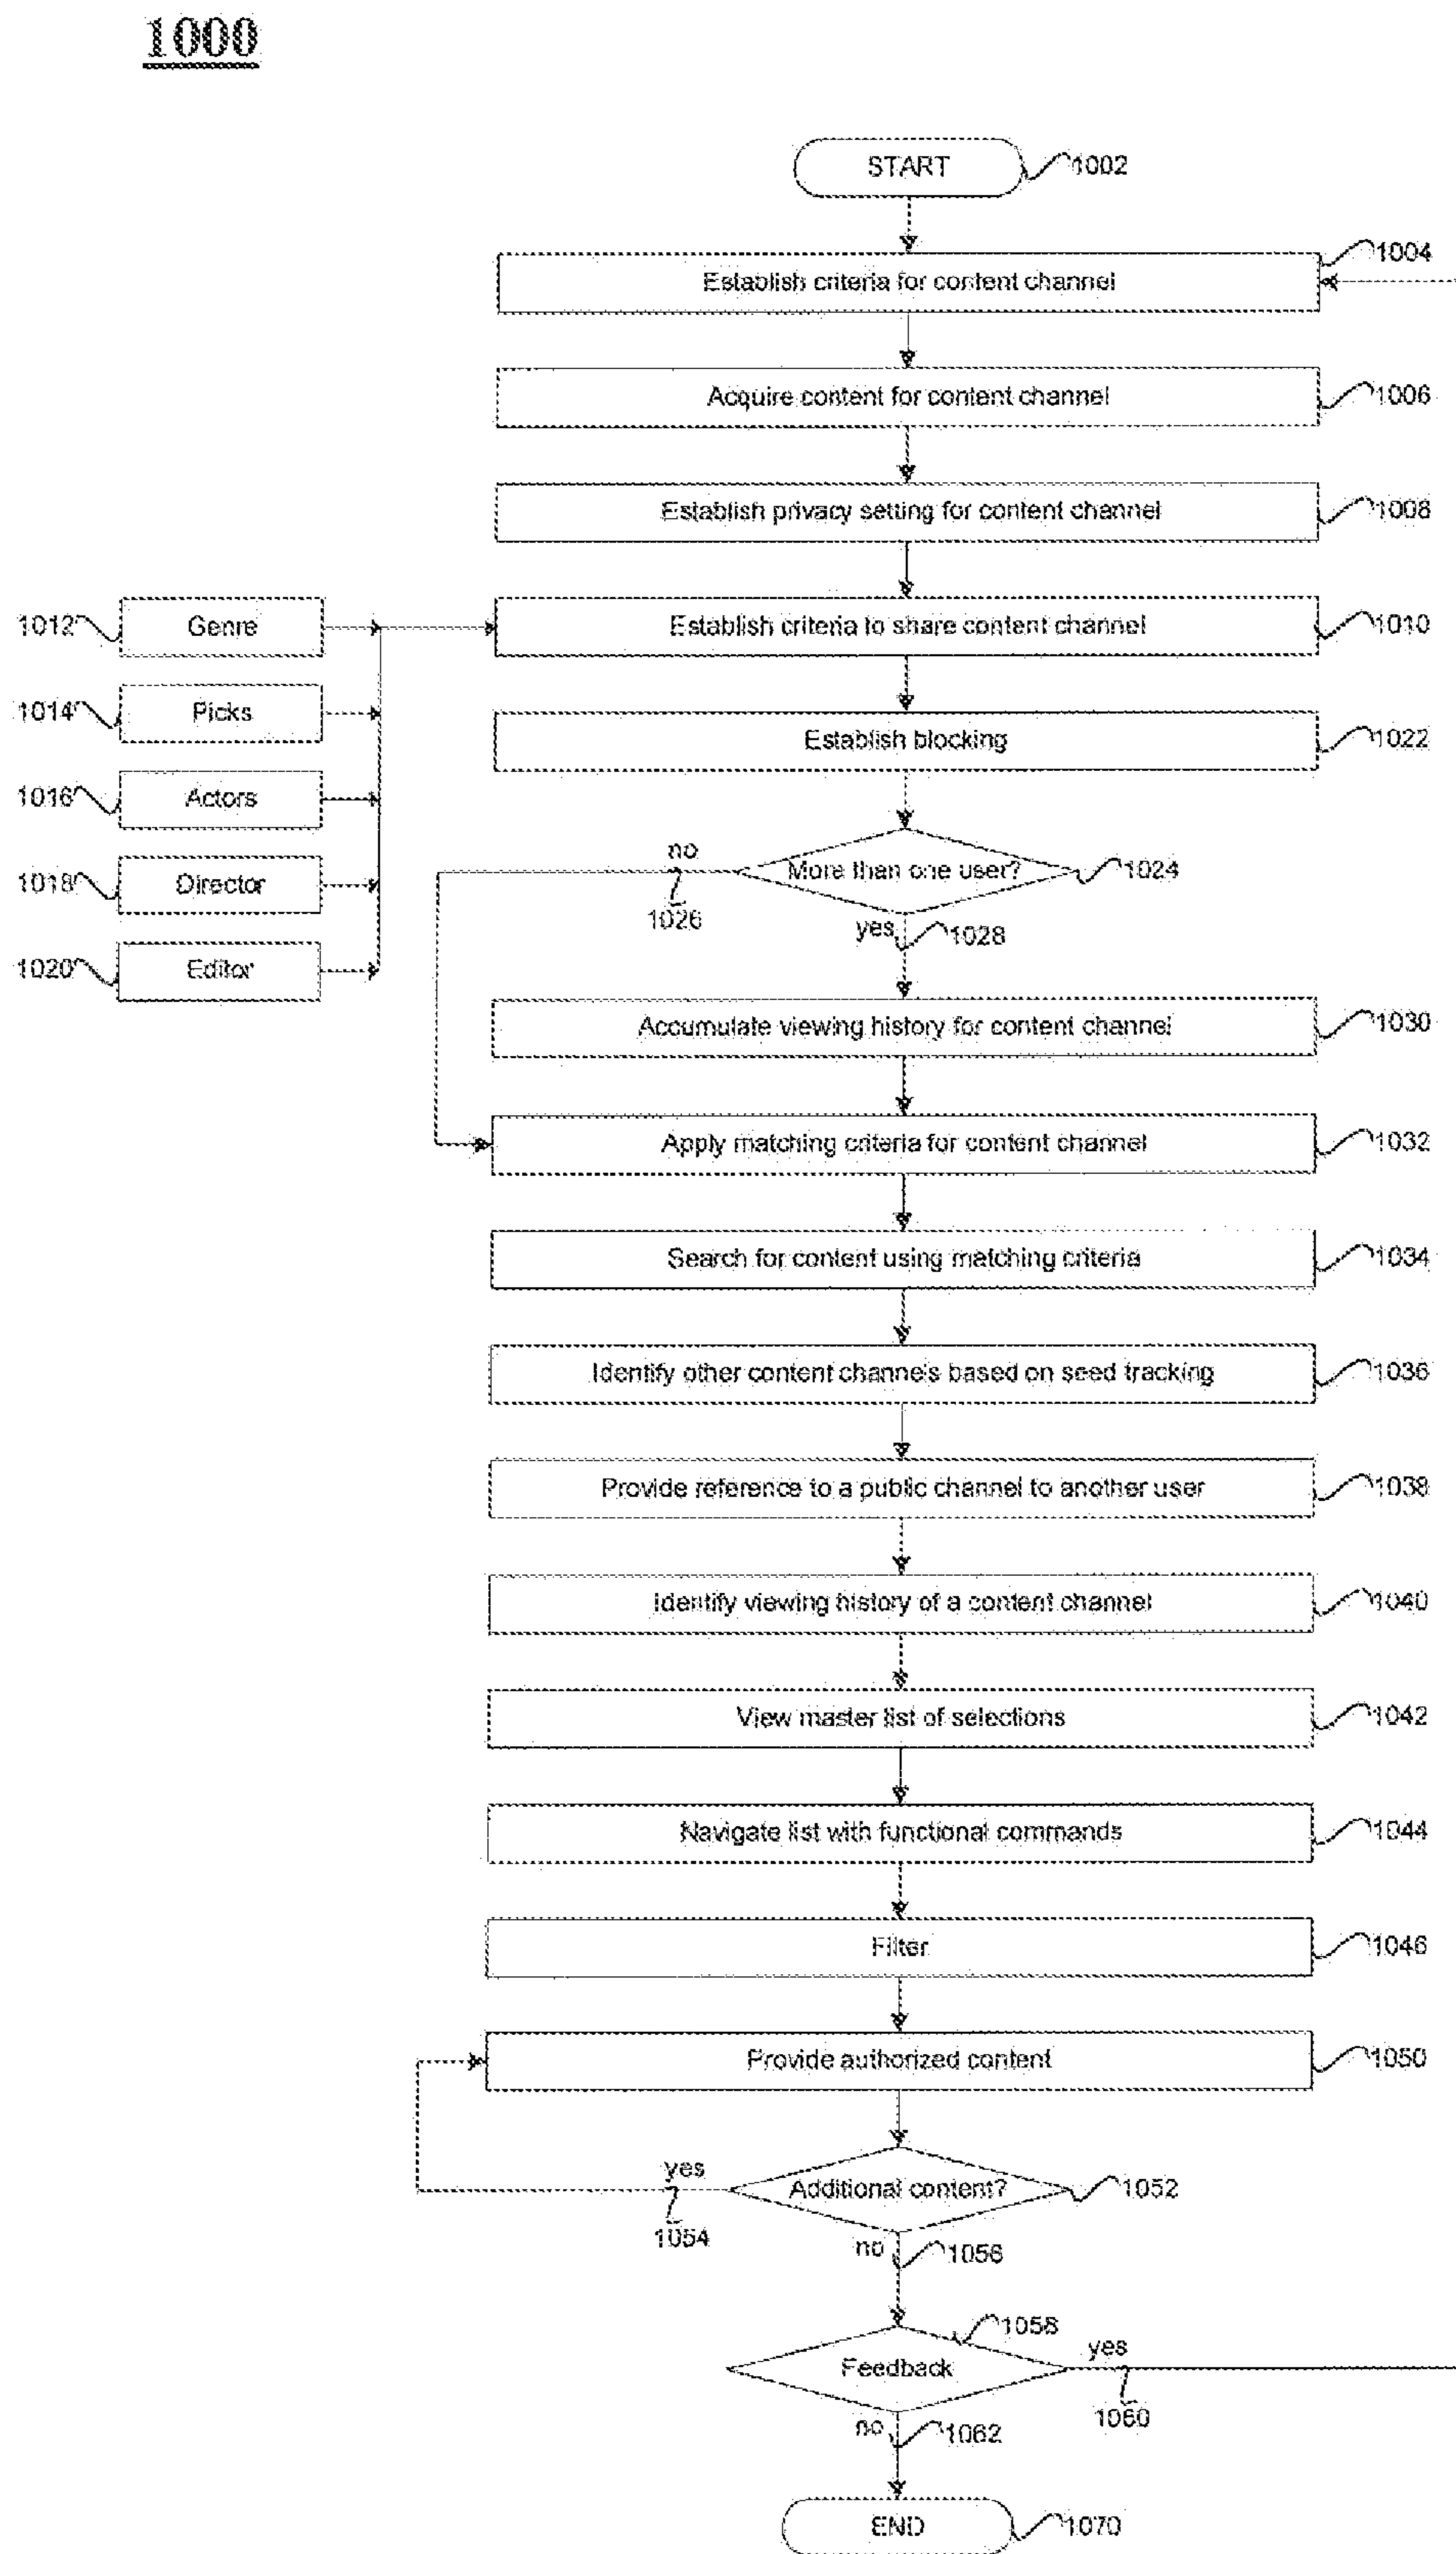 1000
START
1002
1004
Establish criteria for content channel
Acquire content for content channel
1006
Establish privacy setting for content channel
1008
1012
Genre
Establish criteria to share content channel
1010
1014
Picks
Establish blocking
1022
1016
Actors
no
More than one user?
1024
1018
Director
1026
yes
1028
1020
Editor
Accumulate viewing history for content channel
1030
Apply matching criteria for content channel
1032
Search for content using matching criteria
1034
Identify other content channels based on seed tracking
1036
Provide reference to a public channel to another user
1038
Identify viewing history of a content channel
1040
View master list of selections
1042
Navigate list with functional commands
1044
Filter
1046
Provide authorized content
1050
yes
Additional content?
1052
1054
no
1056
1058
Feedback
yes
1060
no
1062
END
1070